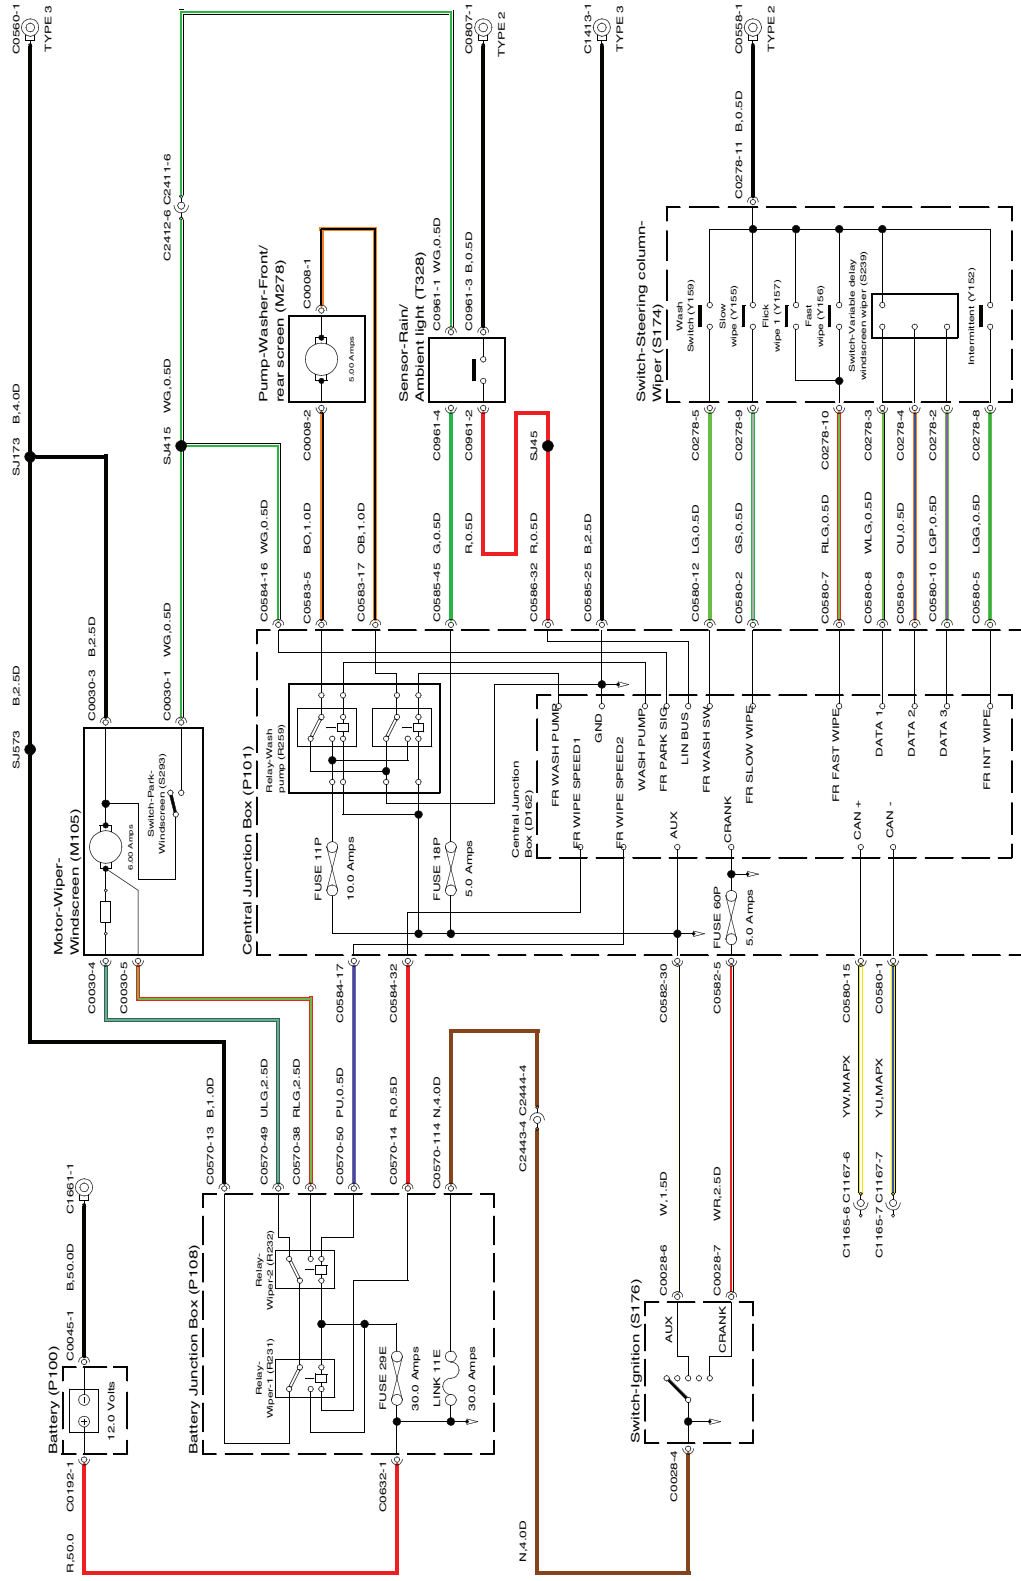 C0560-1
TYPE 3
C0807-1
TYPE 2
C1413-1
TYPE 3
C0558-1
TYPE 2
B,4.0D
SJ173
B,2.5D
SJ573
C0030-3 B,2.5D
C2412-6 C2411-6
WG,0.5D
SJ415
C0030-1 WG,0.5D
C0584-16 WG,0.5D
Pump-Washer-Front/
rear screen (M278)
C0008-1
5.00 Amps
C0008-2
C0583-5 BO,1.0D
C0583-17 OB,1.0D
Sensor-Rain/
Ambient light (T328)
C0961-1 WG,0.5D
C0961-3 B,0.5D
C0961-4
C0961-2
C0585-45 G,0.5D
R,0.5D
SJ45
C0586-32 R,0.5D
C0585-25 B,2.5D
C0278-11 B,0.5D
Switch-Steering column-
Wiper (S174)
Wash
Switch (Y159)
Slow
wipe (Y155)
Flick
wipe 1 (Y157)
Fast
wipe (Y156)
Switch-Variable delay
windscreen wiper (S239)
Intermittent (Y152)
C0278-5
C0278-9
C0278-10
C0278-3
C0278-4
C0278-2
C0278-8
C0580-12 LG,0.5D
C0580-2 GS,0.5D
C0580-7 RLG,0.5D
C0580-8 WLG,0.5D
C0580-9 OU,0.5D
C0580-10 LGP,0.5D
C0580-5 LGG,0.5D
Motor-Wiper-
Windscreen (M105)
6.00 Amps
Switch-Park-
Windscreen (S293)
C0030-4
C0030-5
Central Junction Box (P101)
Relay-Wash
pump (R259)
FUSE 11P
10.0 Amps
FUSE 18P
5.0 Amps
Central Junction
Box (D162)
FR WASH PUMP
FR WIPE SPEED1
GND
FR WIPE SPEED2
WASH PUMP
FR PARK SIG
LIN BUS
FR WASH SW
AUX
CRANK
FR SLOW WIPE
FR FAST WIPE
CAN +
DATA 1
CAN -
DATA 2
DATA 3
FR INT WIPE
FUSE 60P
5.0 Amps
C0584-17
C0584-32
C0582-30
C0582-5
C0580-15
C0580-1
C0570-13 B,1.0D
C0570-49 ULG,2.5D
C0570-38 RLG,2.5D
C0570-50 PU,0.5D
C0570-14 R,0.5D
C0570-114 N,4.0D
C2443-4 C2444-4
W,1.5D
WR,2.5D
YW,MAPX
YU,MAPX
C1165-6 C1167-6
C1165-7 C1167-7
C1661-1
B,50.0D
C0045-1
Battery (P100)
12.0 Volts
C0192-1
R,50.0
Battery Junction Box (P108)
Relay-
Wiper-2 (R232)
Relay-
Wiper-1 (R231)
FUSE 29E
30.0 Amps
LINK 11E
30.0 Amps
C0632-1
N,4.0D
C0028-6
C0028-7
Switch-Ignition (S176)
AUX
CRANK
C0028-4